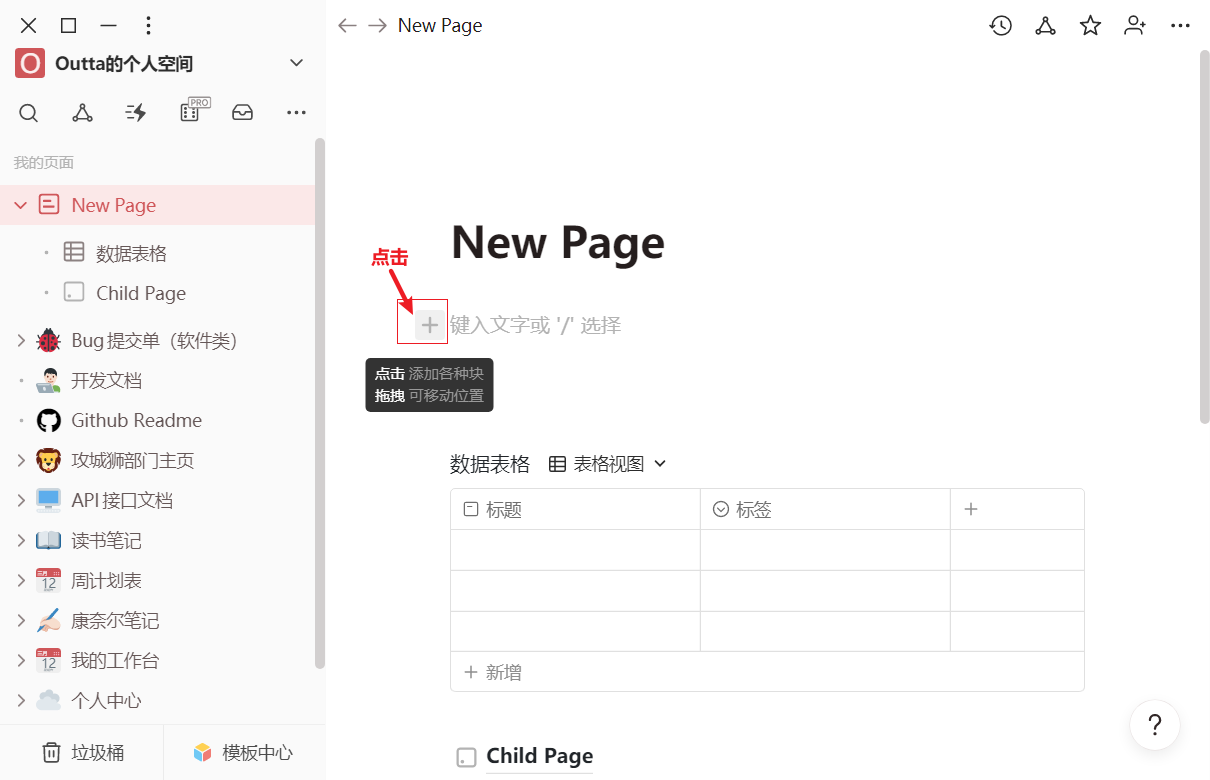 New Page
O Outta的个人空间
PRO
我的页面
New Page
数据表格
Child Page
Bug 提交单（软件类）
开发文档
Github Readme
攻城狮部门主页
API 接口文档
读书笔记
12 周计划表
康奈尔笔记
12 我的工作台
个人中心
垃圾桶
模板中心
New Page
点击
键入文字或 '/' 选择
点击 添加各种块
拖拽 可移动位置
数据表格 表格视图
标题 标签 +
+ 新增
Child Page
?